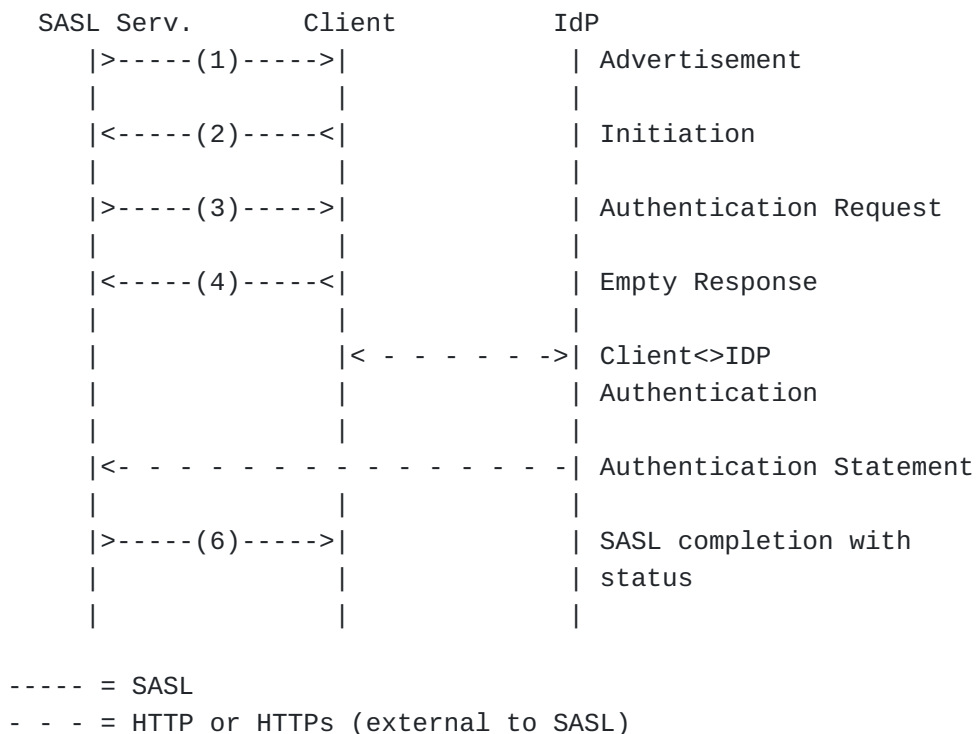 SASL Serv.       Client          IdP
    |>-----(1)----->|              | Advertisement
    |               |              |
    |<-----(2)-----<|              | Initiation
    |               |              |
    |>-----(3)----->|              | Authentication Request
    |               |              |
    |<-----(4)-----<|              | Empty Response
    |               |              |
    |               |< - - - - - ->| Client<>IDP
    |               |              | Authentication
    |               |              |
    |<- - - - - - - - - - - - - - -| Authentication Statement
    |               |              |
    |>-----(6)----->|              | SASL completion with
    |               |              | status
    |               |              |
----- = SASL
- - - = HTTP or HTTPs (external to SASL)